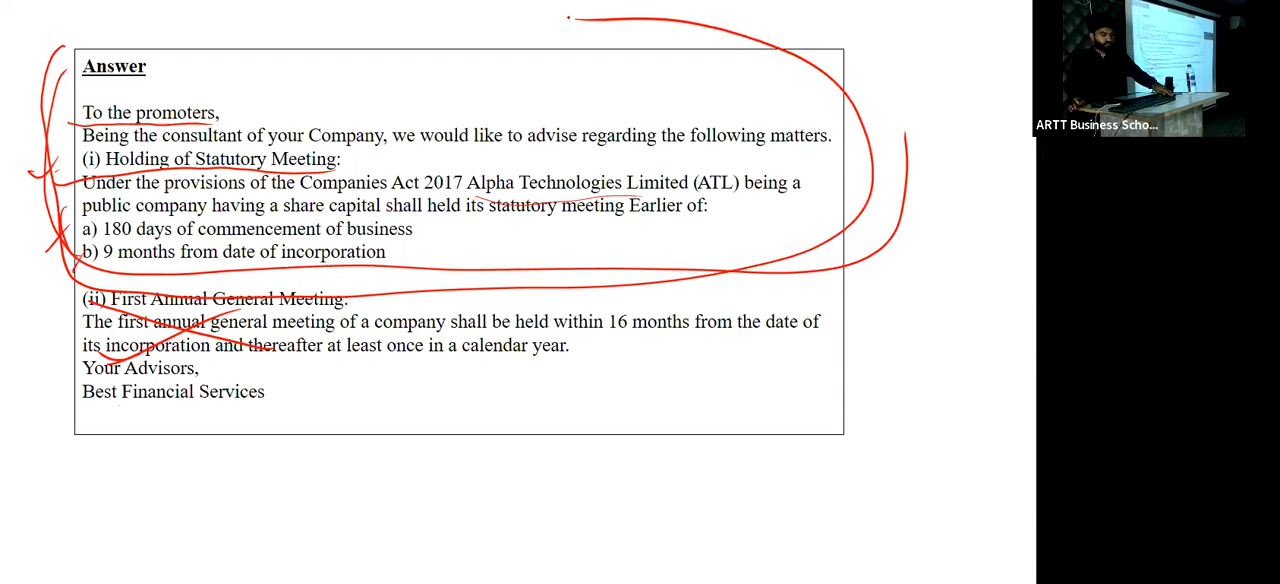 Answer
To the promoters,
Being the consultant of your Company, we would like to advise regarding the following matters.
(i) Holding of Statutory Meeting:
Under the provisions of the Companies Act 2017 Alpha Technologies Limited (ATL) being a
public company having a share capital shall held its statutory meeting Earlier of:
a) 180 days of commencement of business
b) 9 months from date of incorporation
(ii) First Annual General Meeting:
The first annual general meeting of a company shall be held within 16 months from the date of
its incorporation and thereafter at least once in a calendar year.
Your Advisors,
Best Financial Services
ARTT Business Scho...